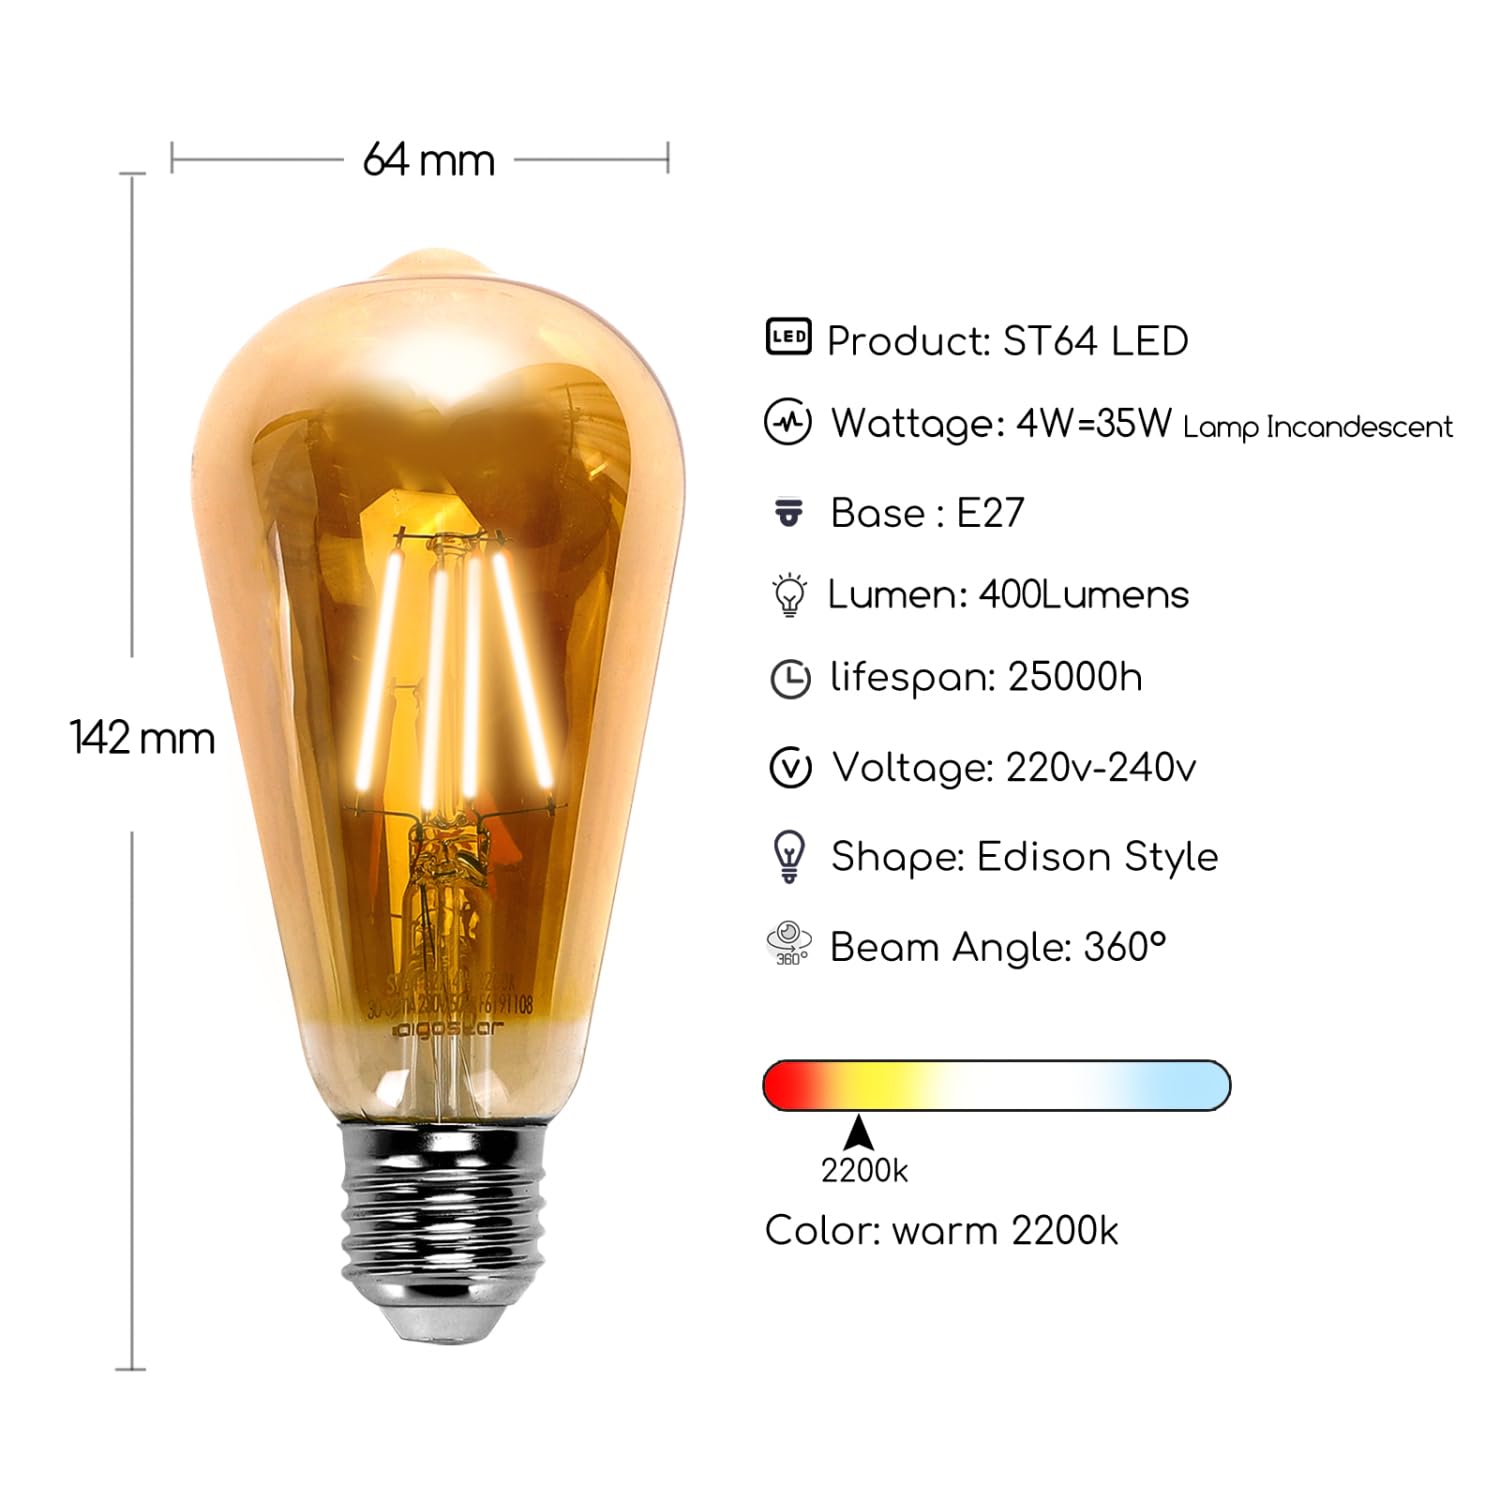 64 mm
142 mm
LED
Product: ST64 LED
Wattage: 4W=35W Lamp Incandescent
Base : E27
Lumen: 400Lumens
lifespan: 25000h
Voltage: 220v-240v
Shape: Edison Style
360°
Beam Angle: 360°
2200k
Color: warm 2200k
aigostar